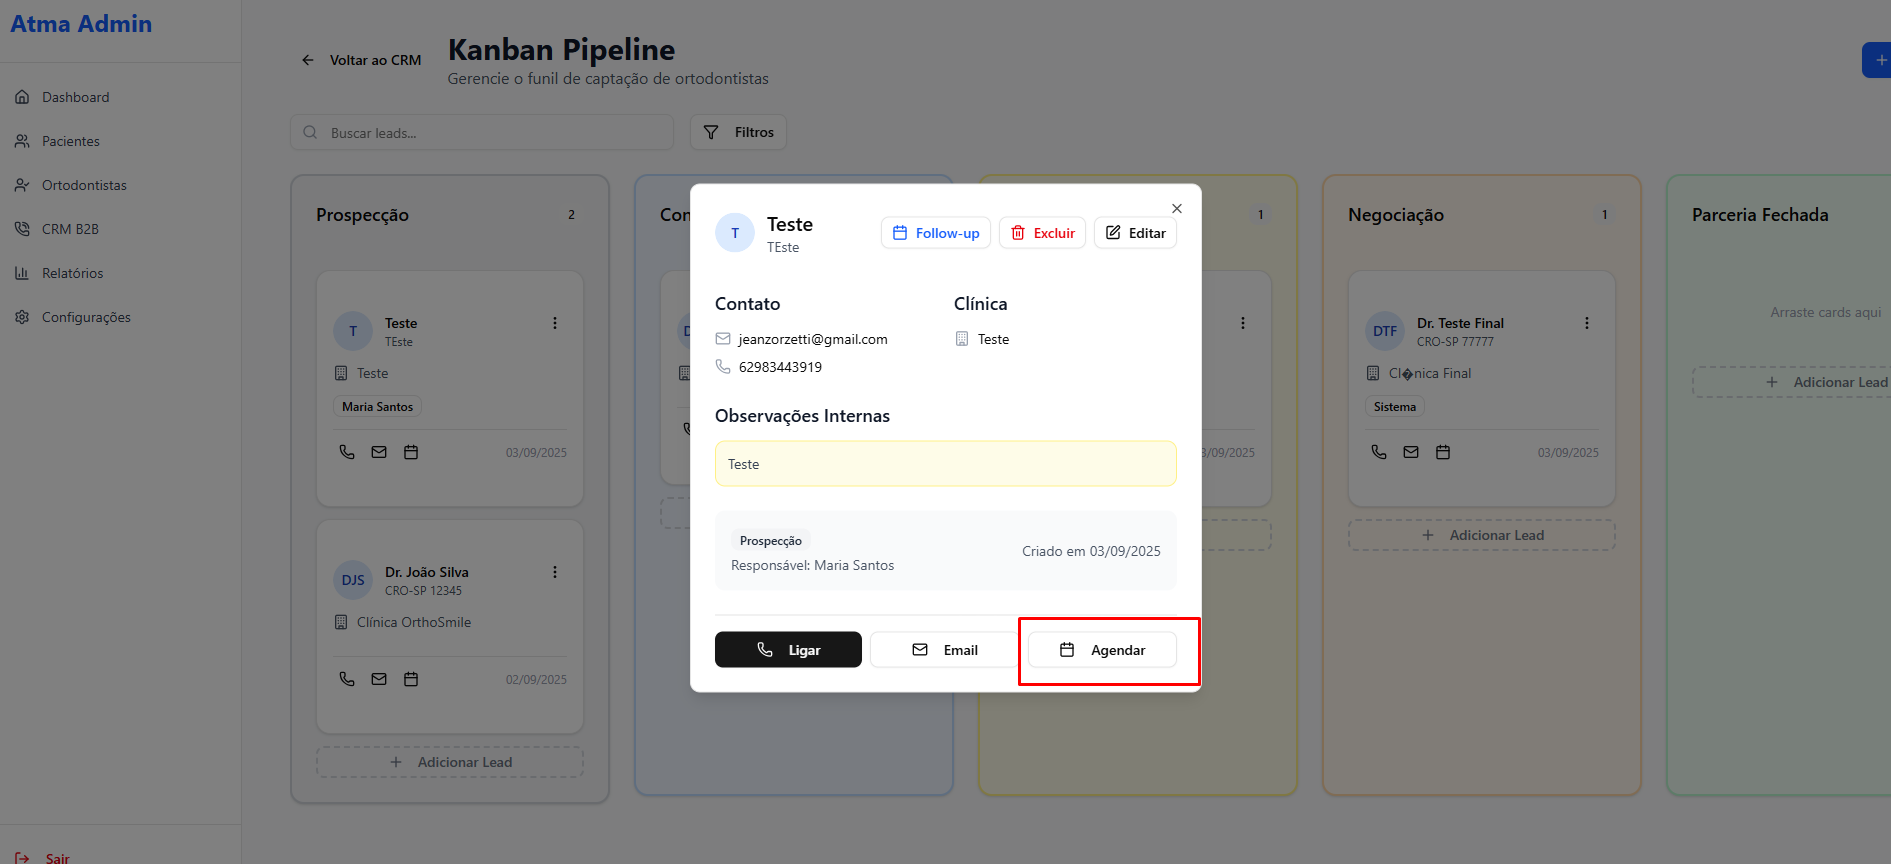 Atma Admin
Dashboard
Pacientes
Ortodontistas
CRM B2B
Relatórios
Configurações
Sair
Voltar ao CRM
Kanban Pipeline
Gerencie o funil de captação de ortodontistas
Buscar leads...
Filtros
Prospecção
2
T
Teste
TEste
Teste
Maria Santos
03/09/2025
DJS
Dr. João Silva
CRO-SP 12345
Clínica OrthoSmile
02/09/2025
Adicionar Lead
Con
T
Teste
TEste
Follow-up
Excluir
Editar
Contato
jeanzorzetti@gmail.com
62983443919
Clínica
Teste
Observações Internas
Teste
Prospecção
Responsável: Maria Santos
Criado em 03/09/2025
Ligar
Email
Agendar
1
/09/2025
Negociação
1
DTF
Dr. Teste Final
CRO-SP 77777
Cl�nica Final
Sistema
03/09/2025
Adicionar Lead
Parceria Fechada
Arraste cards aqui
Adicionar Lead